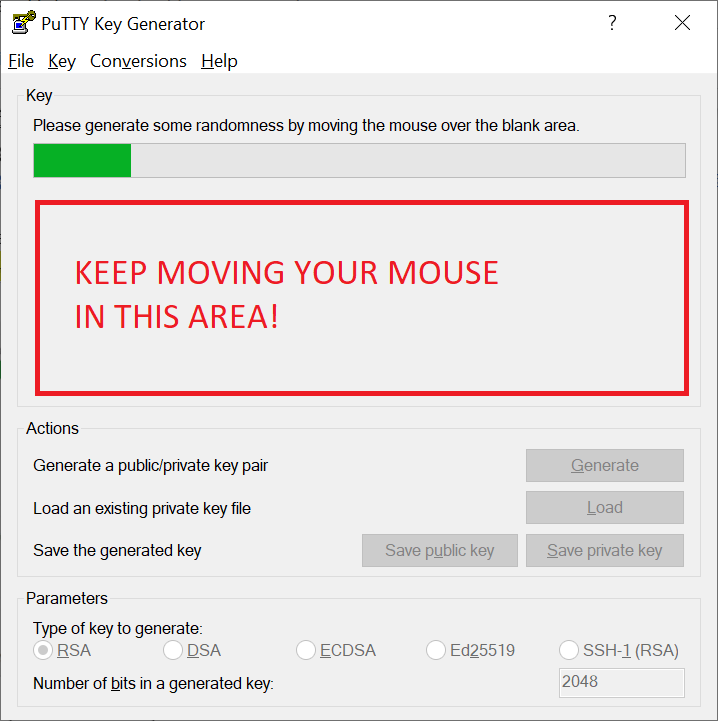 PuTTY Key Generator
?
File Key Conversions Help
Key
Please generate some randomness by moving the mouse over the blank area.
KEEP MOVING YOUR MOUSE
IN THIS AREA!
Actions
Generate a public/private key pair
Generate
Load an existing private key file
Load
Save the generated key
Save public key
Save private key
Parameters
Type of key to generate:
RSA
DSA
ECDSA
Ed25519
SSH-1 (RSA)
Number of bits in a generated key:
2048